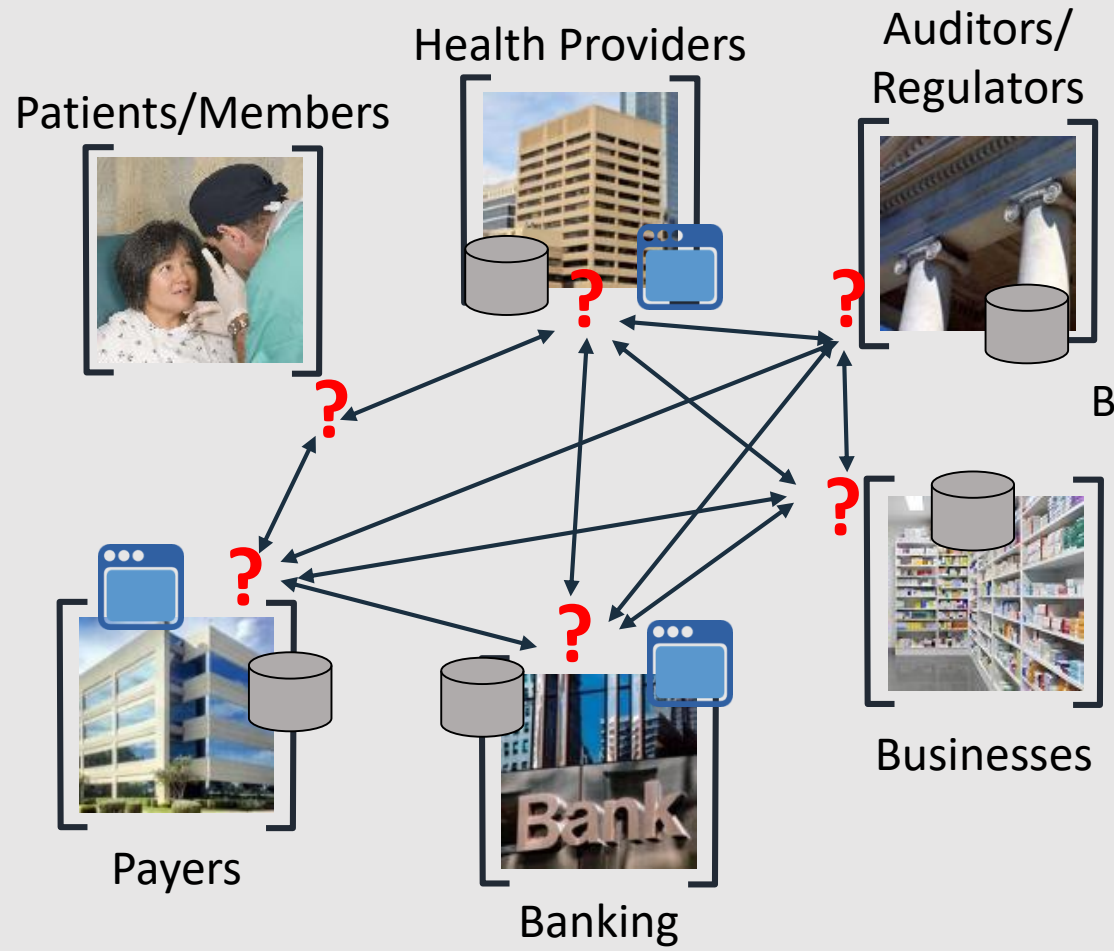 Health Providers
Auditors/
Regulators
Patients/Members
?
?
?
B
?
?
?
Bank
Businesses
Payers
Banking